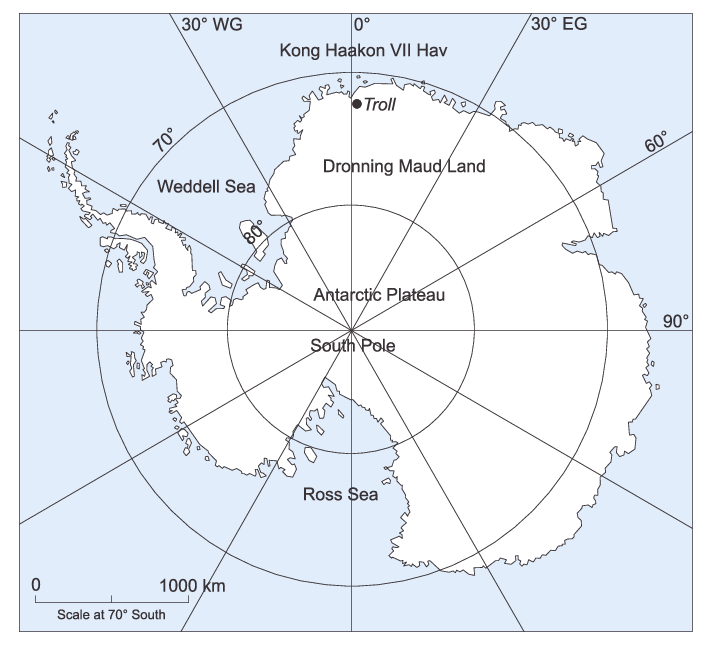 30° WG
0°
30° EG
Kong Haakon VII Hav
Troll
70°
60°
Dronning Maud Land
Weddell Sea
80°
Antarctic Plateau
90°
South Pole
Ross Sea
0
1000 km
Scale at 70° South